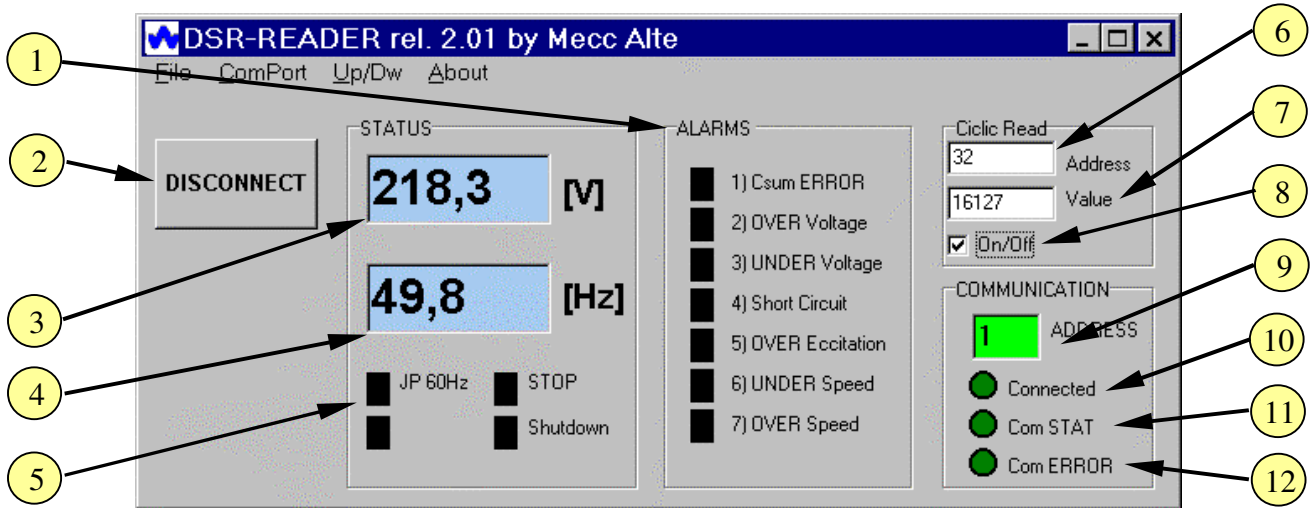 DSR-READER rel. 2.01 by Mecc Alte
File ComPort Up/Dw About
DISCONNECT
STATUS
218,3 [V]
49,8 [Hz]
JP 60Hz STOP
Shutdown
ALARMS
1) Csum ERROR
2) OVER Voltage
3) UNDER Voltage
4) Short Circuit
5) OVER Eccitation
6) UNDER Speed
7) OVER Speed
Ciclic Read
32 Address
16127 Value
On/Off
COMMUNICATION
1 ADDRESS
Connected
Com STAT
Com ERROR
1
2
3
4
5
6
7
8
9
10
11
12